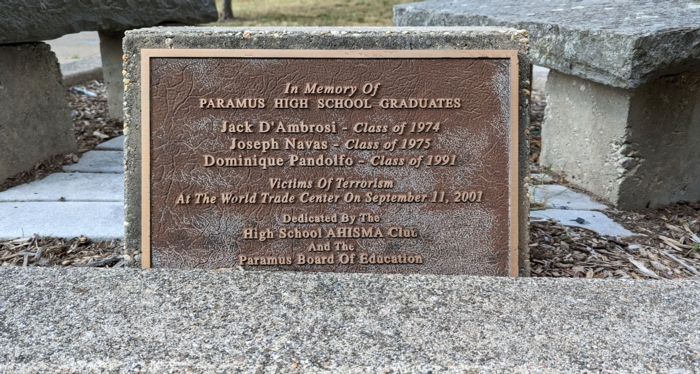 In Memory Of
PARAMUS HIGH SCHOOL GRADUATES
Jack D'Ambrosi - Class of 1974
Joseph Navas - Class of 1975
Dominique Pandolfo - Class of 1991
Victims Of Terrorism
At The World Trade Center On September 11, 2001
Dedicated By The
High School AHISMA Club
And The
Paramus Board Of Education